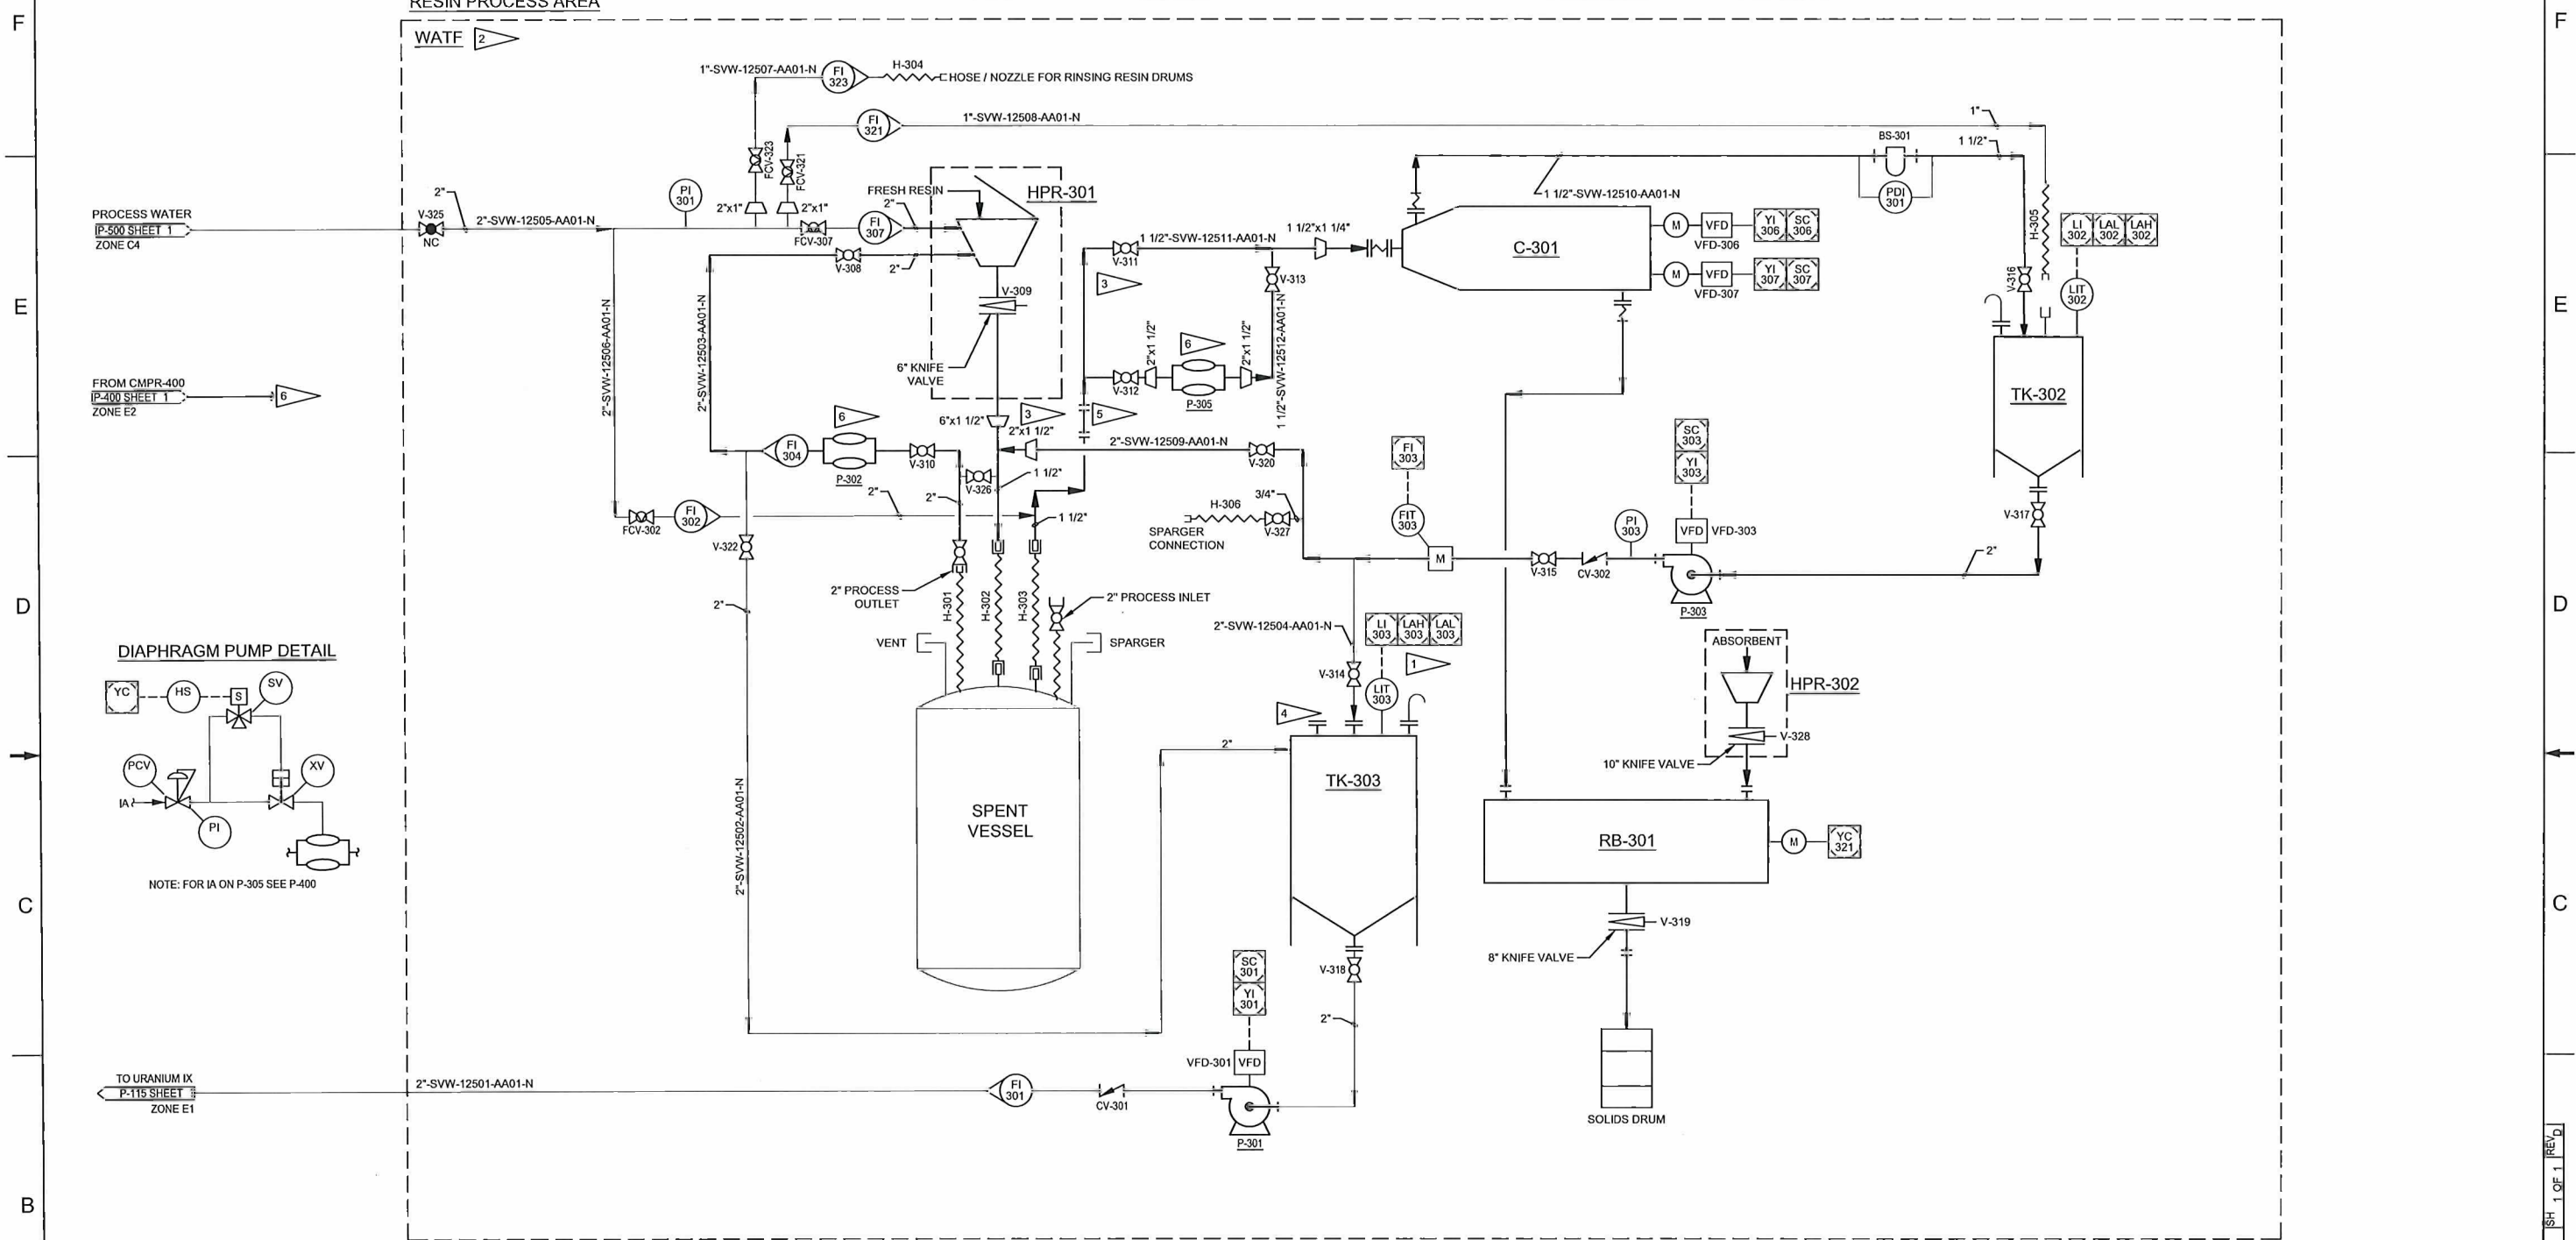 RESIN PROCESS AREA
F
F
WATF
2
1"-SVW-12507-AA01-N
FI
323
H-304
HOSE / NOZZLE FOR RINSING RESIN DRUMS
FI
321
1"-SVW-12508-AA01-N
1"
BS-301
1 1/2"
FCV-323
FCV-321
PI
301
2"x1"
2"x1"
FRESH RESIN
2"
HPR-301
PDI
301
1 1/2"-SVW-12510-AA01-N
PROCESS WATER
IP-500 SHEET 1
ZONE C4
V-325
NC
2"
2"-SVW-12505-AA01-N
FCV-307
FI
307
V-308
2"
V-309
6" KNIFE
VALVE
1 1/2"-SVW-12511-AA01-N
V-311
1 1/2"x1 1/4"
V-313
3
C-301
M
VFD
VFD-306
YI
306
SC
306
M
VFD
VFD-307
YI
307
SC
307
H-305
V-316
LI
302
LAL
302
LAH
302
LIT
302
E
E
2"-SVW-12506-AA01-N
2"-SVW-12503-AA01-N
1 1/2"-SVW-12512-AA01-N
V-312
2"x1 1/2"
6
2"x1 1/2"
P-305
TK-302
FROM CMPR-400
IP-400 SHEET 1
ZONE E2
6
6"x1 1/2"
3
5
2"x1 1/2"
2"-SVW-12509-AA01-N
V-320
6
FI
304
P-302
V-310
V-326
1 1/2"
2"
2"
FI
303
FIT
303
SC
303
YI
303
VFD
VFD-303
FCV-302
FI
302
1 1/2"
H-306
3/4"
V-327
SPARGER
CONNECTION
M
V-315
CV-302
PI
303
P-303
2"
V-317
V-322
2" PROCESS
OUTLET
H-301
H-302
H-303
2" PROCESS INLET
D
D
2"
VENT
SPARGER
2"-SVW-12504-AA01-N
LI
303
LAH
303
LAL
303
1
V-314
LIT
303
4
ABSORBENT
HPR-302
V-328
10" KNIFE VALVE
DIAPHRAGM PUMP DETAIL
YC
HS
S
SV
PCV
XV
IA
PI
NOTE: FOR IA ON P-305 SEE P-400
2"
TK-303
SPENT
VESSEL
2"-SVW-12502-AA01-N
RB-301
M
YC
321
C
C
V-319
8" KNIFE VALVE
V-318
2"
SC
301
YI
301
VFD-301
VFD
SOLIDS DRUM
TO URANIUM IX
P-115 SHEET 1
ZONE E1
2"-SVW-12501-AA01-N
FI
301
CV-301
P-301
B
SH 1 OF 1 REV D